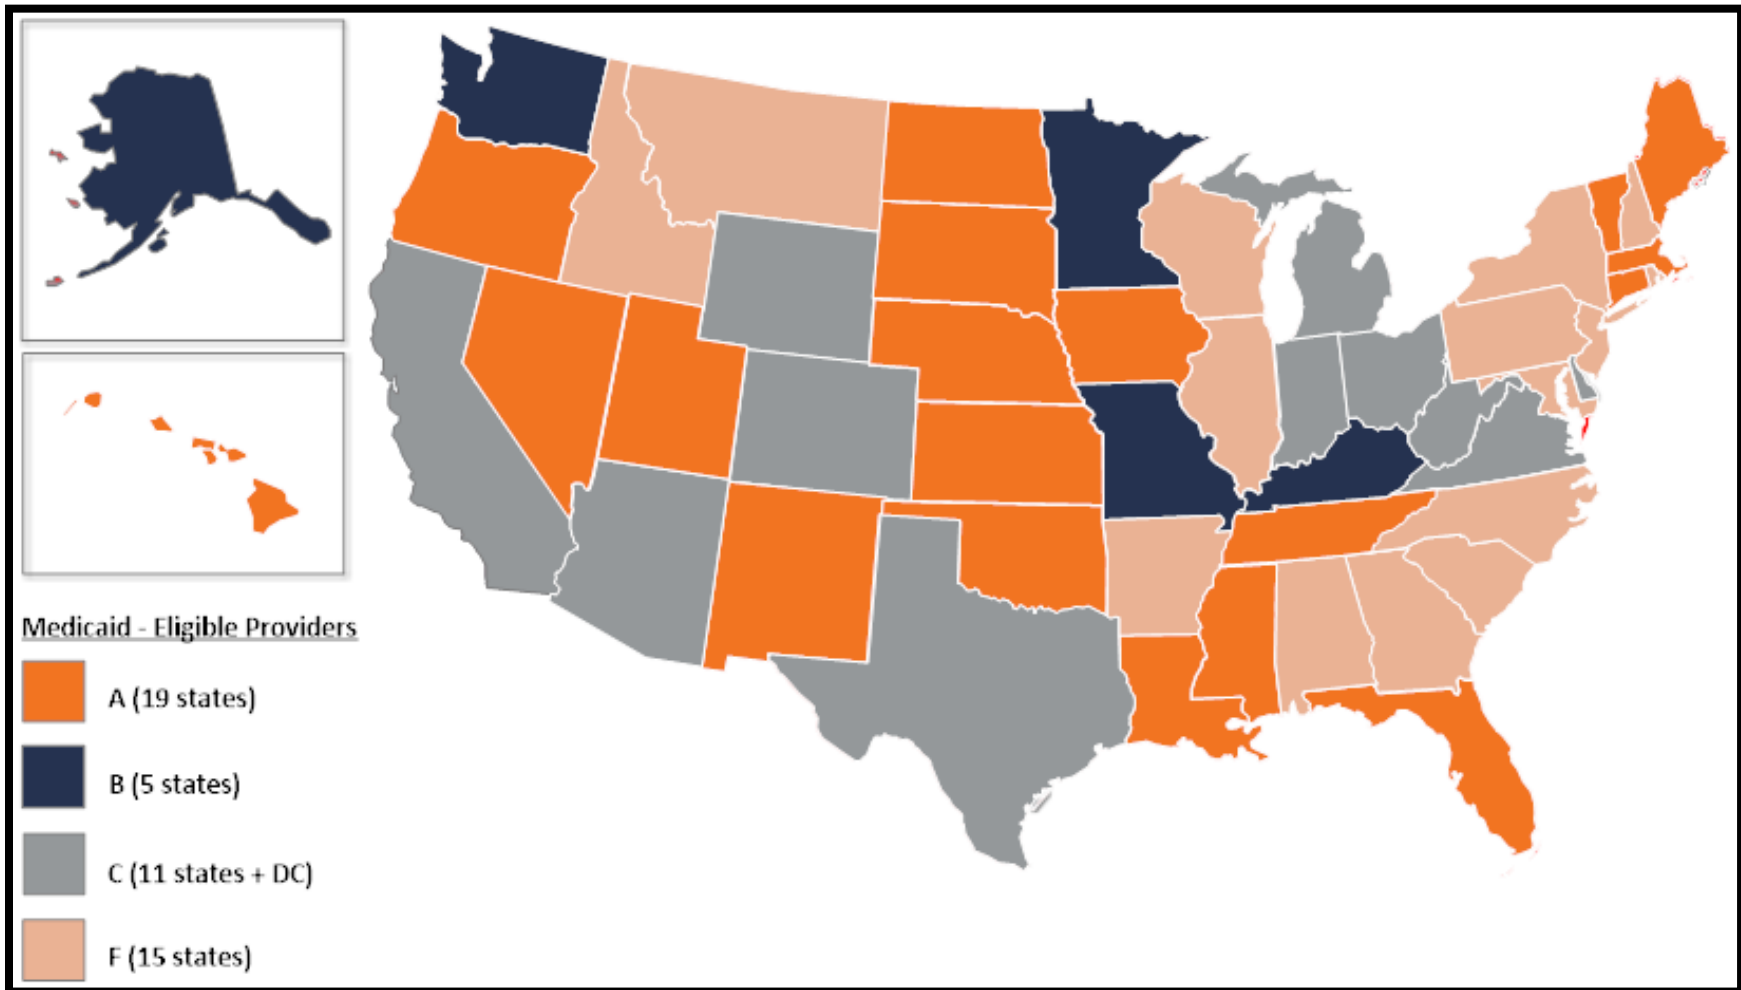 Medicaid - Eligible Providers
A (19 states)
B (5 states)
C (11 states + DC)
F (15 states)